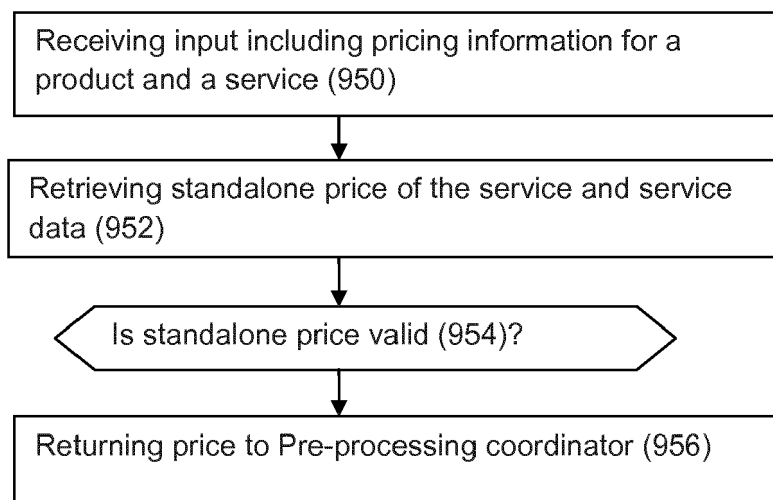 Receiving input including pricing information for a
product and a service (950)
Retrieving standalone price of the service and service
data (952)
Is standalone price valid (954)?
Returning price to Pre-processing coordinator (956)